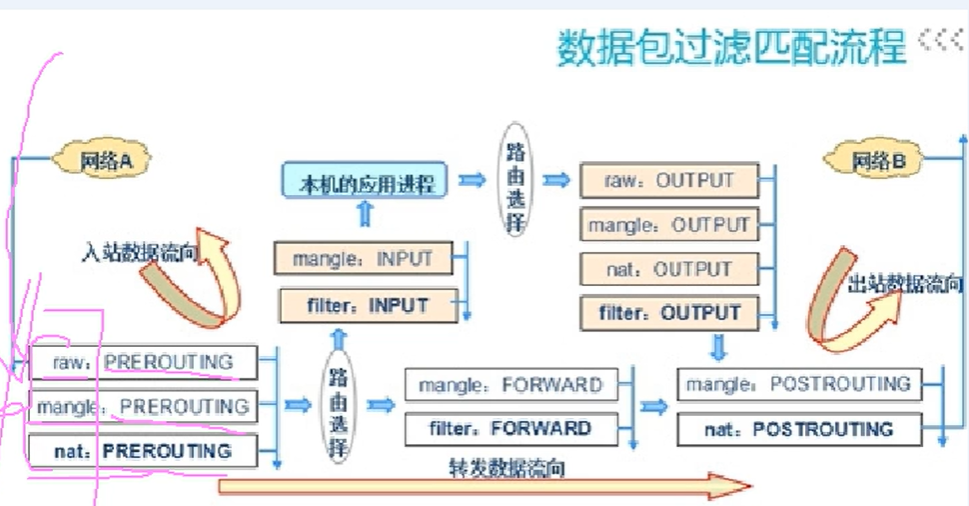 数据包过滤匹配流程
网络A
网络B
本机的应用进程
路由选择
raw：OUTPUT
mangle：OUTPUT
nat：OUTPUT
filter：OUTPUT
入站数据流向
mangle：INPUT
filter：INPUT
出站数据流向
raw：PREROUTING
mangle：PREROUTING
nat：PREROUTING
路由选择
mangle：FORWARD
filter：FORWARD
mangle：POSTROUTING
nat：POSTROUTING
转发数据流向